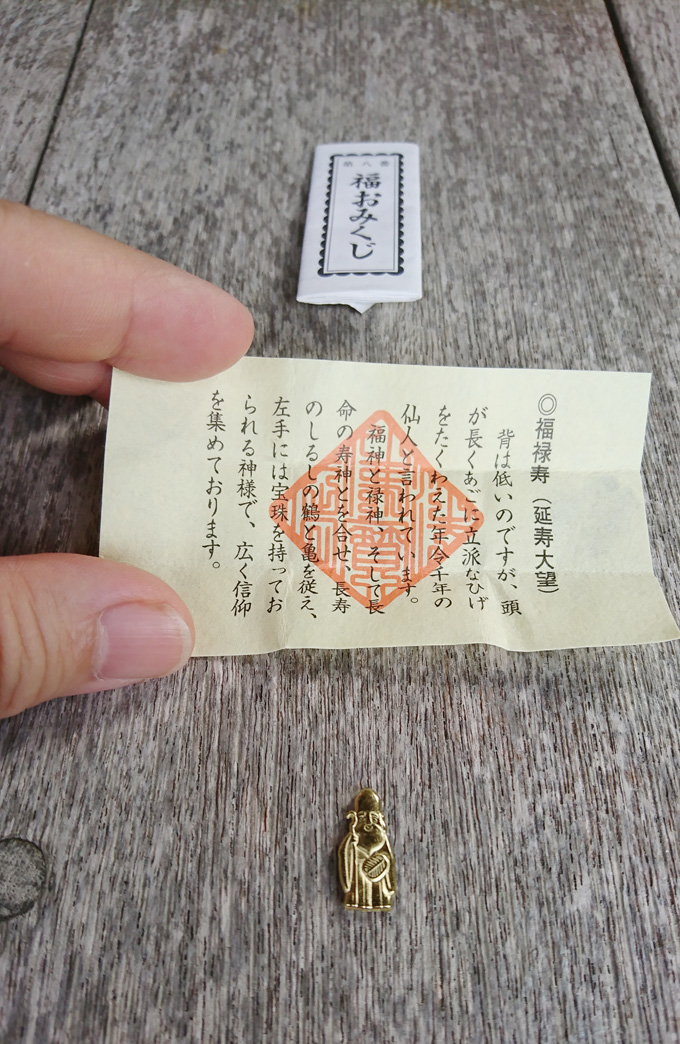 第八番
福おみくじ
◎福禄寿（延寿大望）
背は低いのですが、頭
が長くあごに立派なひげ
をたくわえた年令千年の
仙人と言われています。
福神と禄神、そして長
命の寿神とを合せ、長寿
のしるしの鶴と亀を従え、
左手には宝珠を持ってお
られる神様で、広く信仰
を集めております。